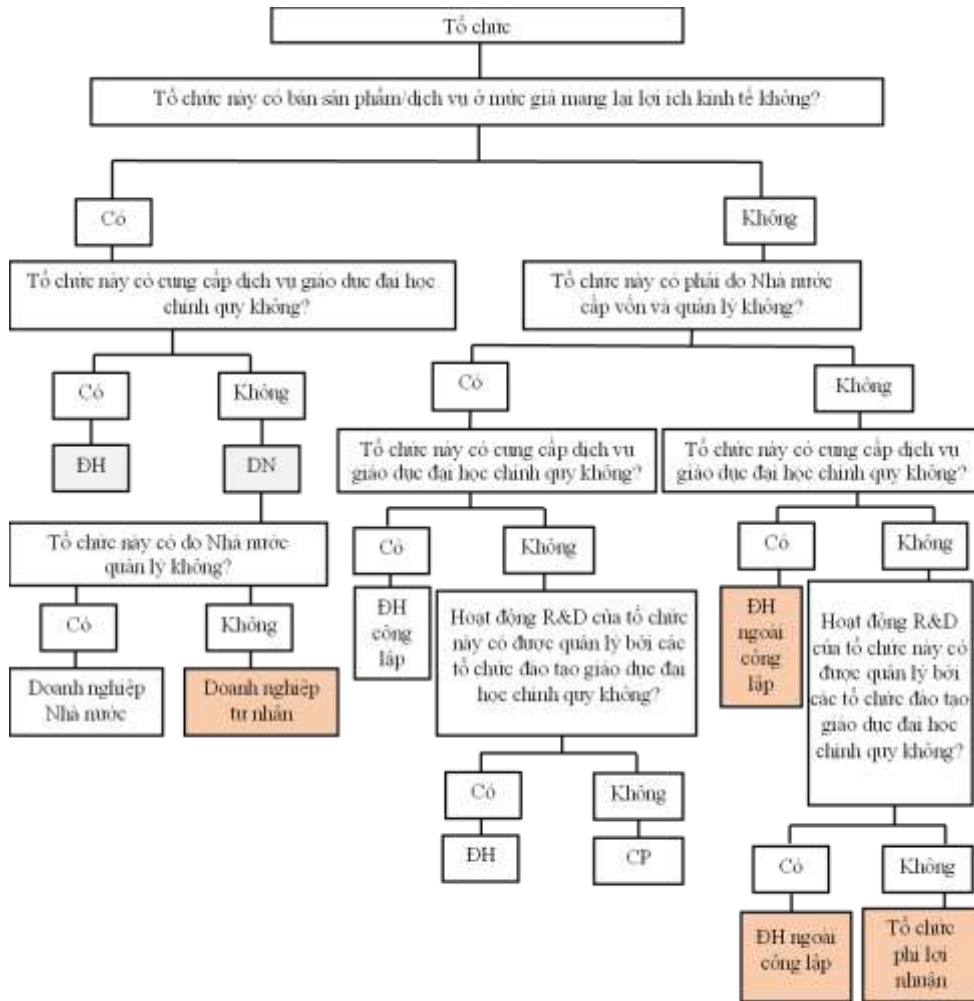 Tổ chức
Tổ chức này có bán sản phẩm/dịch vụ ở mức giá mang lại lợi ích kinh tế không?
Có
Không
Tổ chức này có cung cấp dịch vụ giáo dục đại học
chính quy không?
Tổ chức này có phải do Nhà nước
cấp vốn và quản lý không?
Có
Không
Có
Không
ĐH
DN
Tổ chức này có cung cấp dịch vụ
giáo dục đại học chính quy không?
Tổ chức này có cung cấp dịch vụ
giáo dục đại học chính quy không?
Tổ chức này có do Nhà nước
quản lý không?
Có
Không
Có
Không
Có
Không
Doanh nghiệp
Nhà nước
Doanh nghiệp
tư nhân
ĐH
công
lập
Hoạt động R&D của tổ chức
này có được quản lý bởi các
tổ chức đào tạo giáo dục đại
học chính quy không?
ĐH
ngoài
công
lập
Hoạt động R&D
của tổ chức này có
được quản lý bởi
các tổ chức đào tạo
giáo dục đại học
chính quy không?
Có
Không
ĐH
CP
Có
Không
ĐH ngoài
công lập
Tổ chức
phi lợi
nhuận